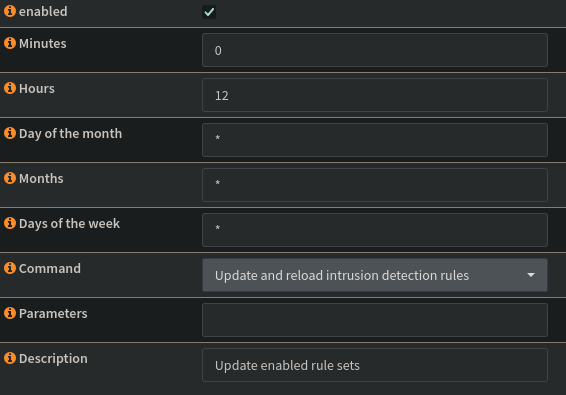 enabled
Minutes
0
Hours
12
Day of the month
*
Months
*
Days of the week
*
Command
Update and reload intrusion detection rules
Parameters
Description
Update enabled rule sets